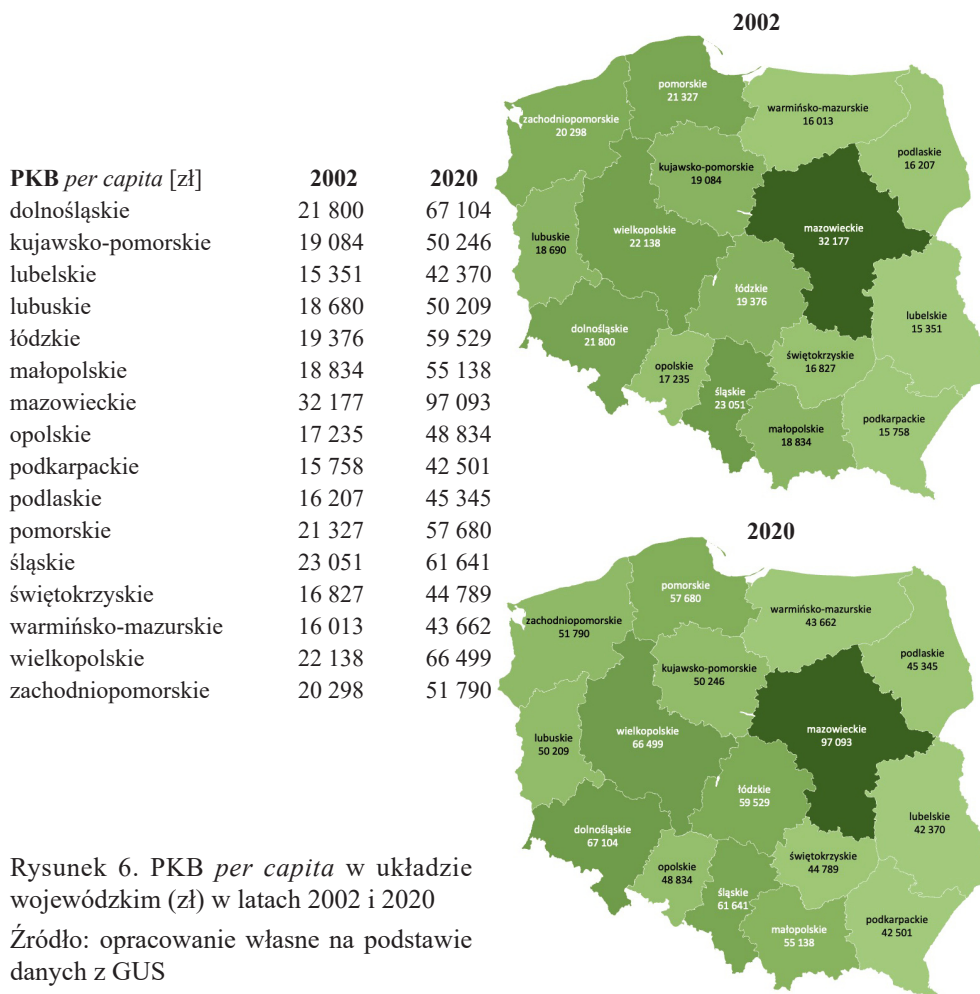 PKB per capita [zł] 2002 2020
dolnośląskie 21 800 67 104
kujawsko-pomorskie 19 084 50 246
lubelskie 15 351 42 370
lubuskie 18 680 50 209
łódzkie 19 376 59 529
małopolskie 18 834 55 138
mazowieckie 32 177 97 093
opolskie 17 235 48 834
podkarpackie 15 758 42 501
podlaskie 16 207 45 345
pomorskie 21 327 57 680
śląskie 23 051 61 641
świętokrzyskie 16 827 44 789
warmińsko-mazurskie 16 013 43 662
wielkopolskie 22 138 66 499
zachodniopomorskie 20 298 51 790
Rysunek 6. PKB per capita w układzie
wojewódzkim (zł) w latach 2002 i 2020
Źródło: opracowanie własne na podstawie
danych z GUS
2002
pomorskie
21 327
warmińsko-mazurskie
16 013
zachodniopomorskie
20 298
podlaskie
16 207
kujawsko-pomorskie
19 084
mazowieckie
32 177
wielkopolskie
22 138
lubuskie
18 690
łódzkie
19 376
lubelskie
15 351
dolnośląskie
21 800
świętokrzyskie
16 827
opolskie
17 235
śląskie
23 051
małopolskie
18 834
podkarpackie
15 758
2020
pomorskie
57 680
warmińsko-mazurskie
43 662
zachodniopomorskie
51 790
podlaskie
45 345
kujawsko-pomorskie
50 246
mazowieckie
97 093
wielkopolskie
66 499
lubuskie
50 209
łódzkie
59 529
lubelskie
42 370
dolnośląskie
67 104
świętokrzyskie
44 789
opolskie
48 834
śląskie
61 641
małopolskie
55 138
podkarpackie
42 501